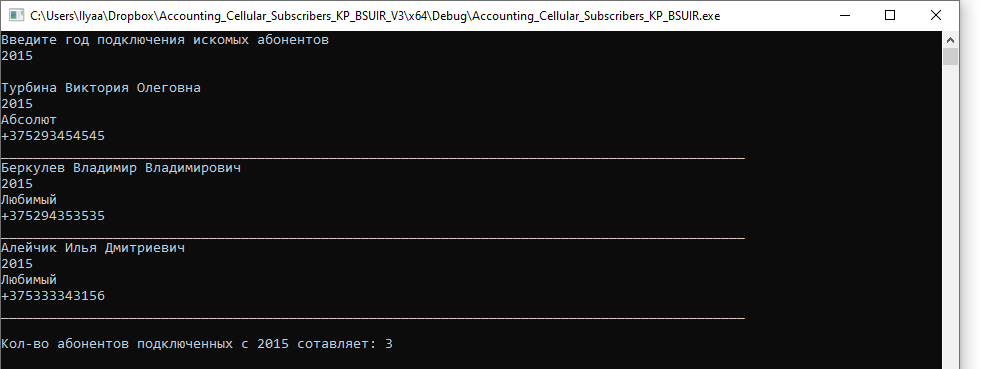 C:\Users\Ilyaa\Dropbox\Accounting_Cellular_Subscribers_KP_BSUIR_V3\x64\Debug\Accounting_Cellular_Subscribers_KP_BSUIR.exe
Введите год подключения искомых абонентов
2015
Турбина Виктория Олеговна
2015
Абсолют
+375293454545
Беркулев Владимир Владимирович
2015
Любимый
+375294353535
Алейчик Илья Дмитриевич
2015
Любимый
+375333343156
Кол-во абонентов подключенных с 2015 сотавляет: 3